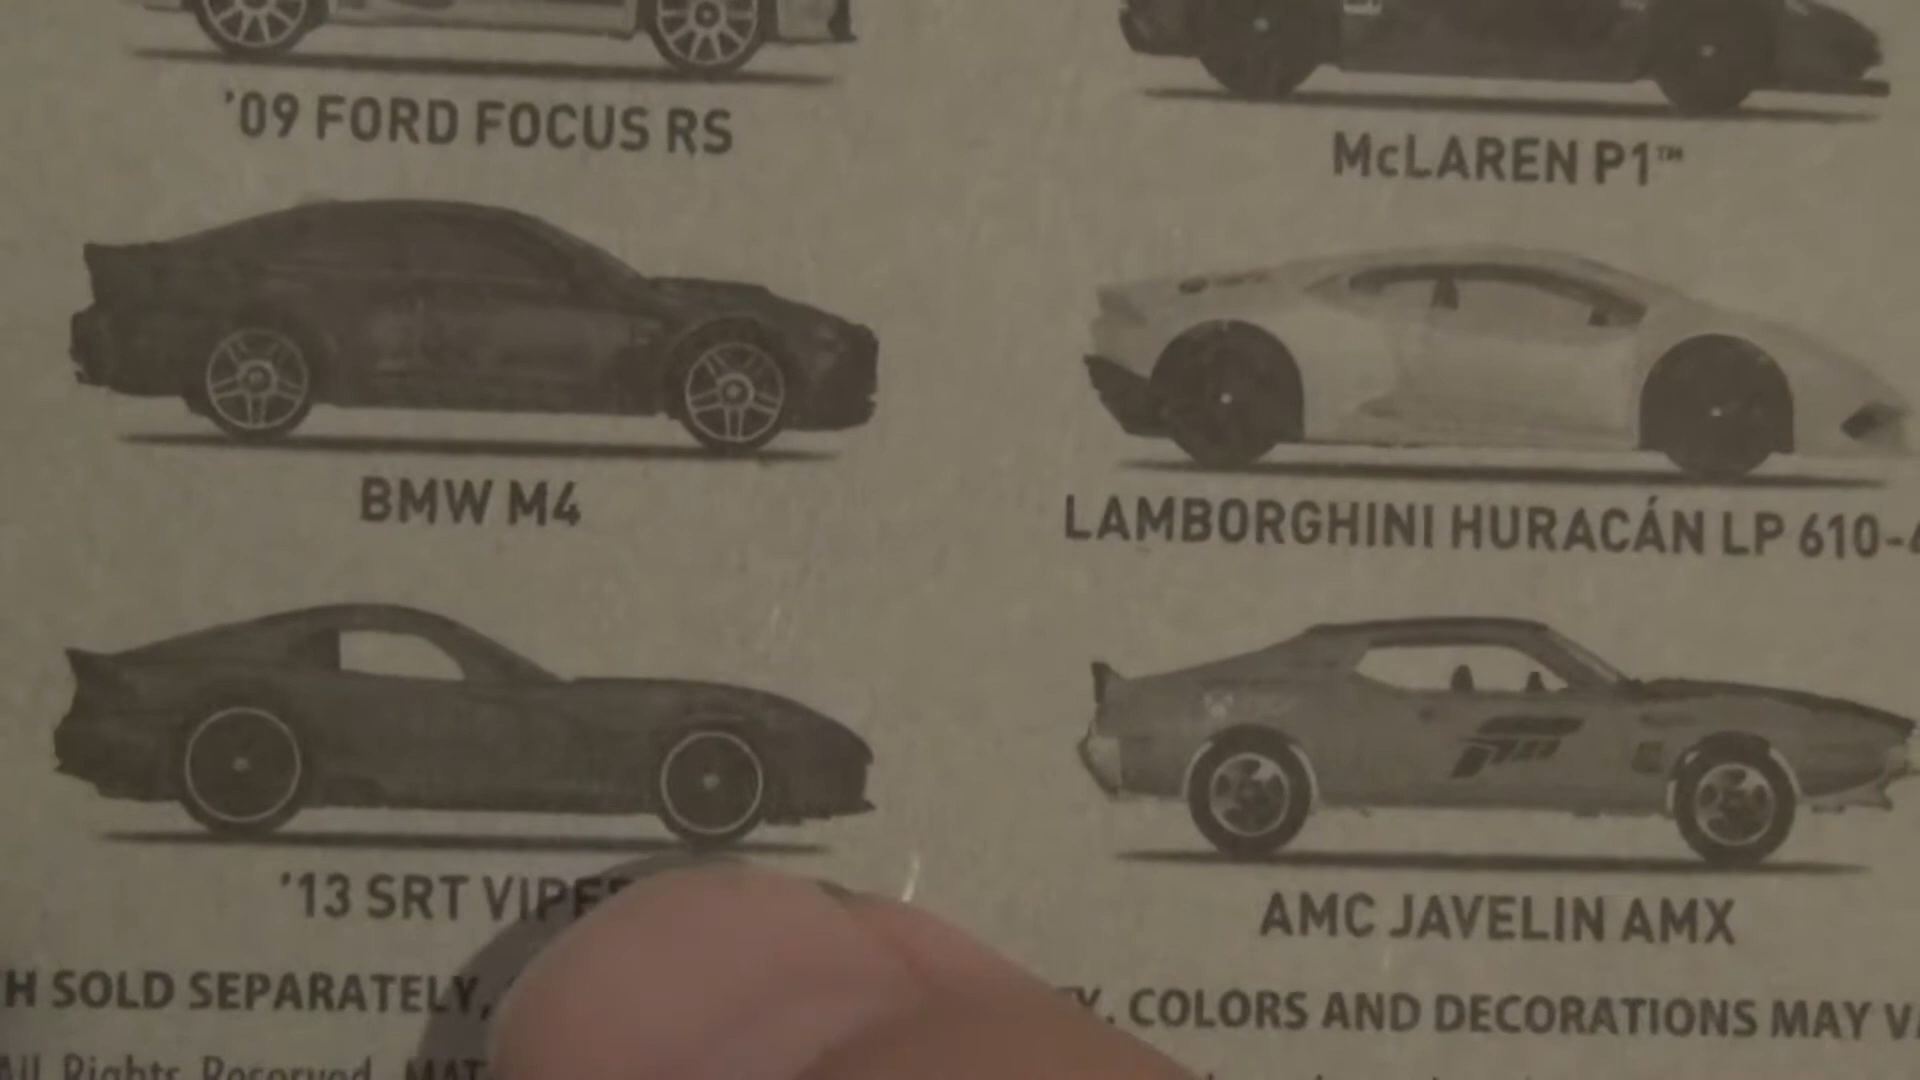 '09 FORD FOCUS RS
McLAREN P1™
BMW M4
LAMBORGHINI HURACÁN LP 610-
'13 SRT
AMC JAVELIN AMX
SOLD SEPARATELY,
COLORS AND DECORATIONS MAY
All Rights Reserved.